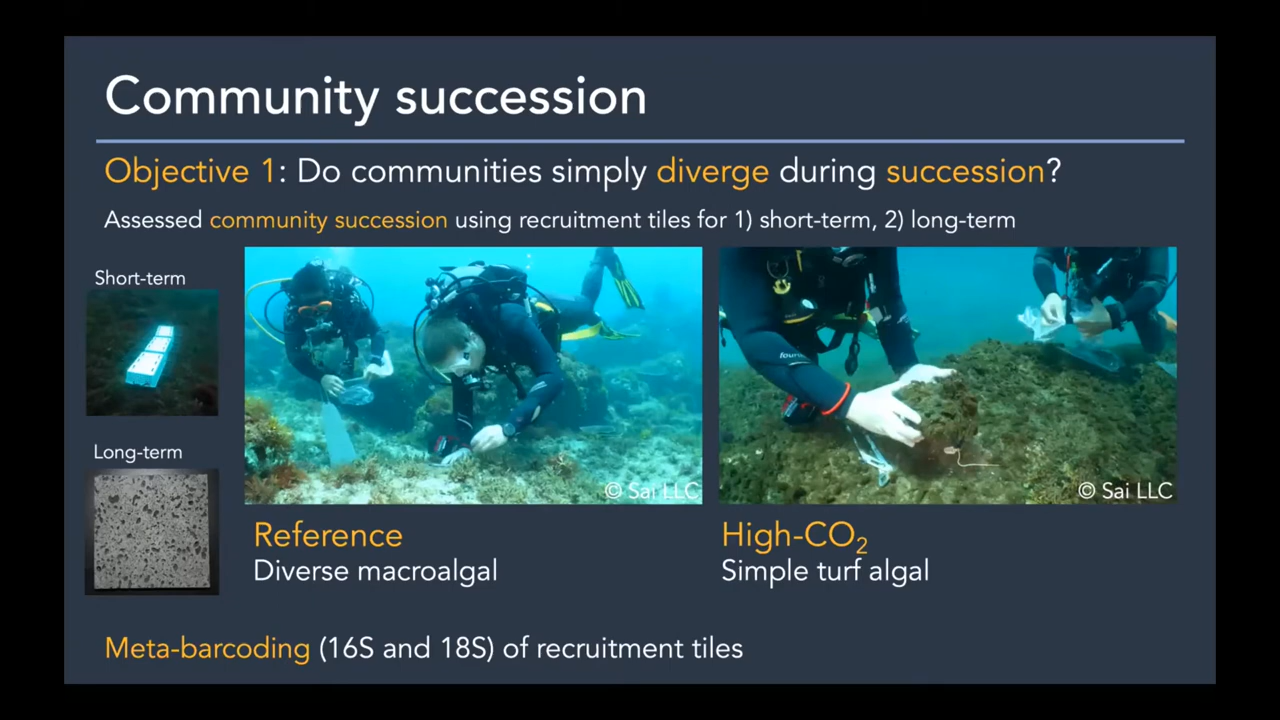 Community succession
Objective 1: Do communities simply diverge during succession?
Assessed community succession using recruitment tiles for 1) short-term, 2) long-term
Short-term
Long-term
© Sai LLC
© Sai LLC
Reference
Diverse macroalgal
High-CO₂
Simple turf algal
Meta-barcoding (16S and 18S) of recruitment tiles